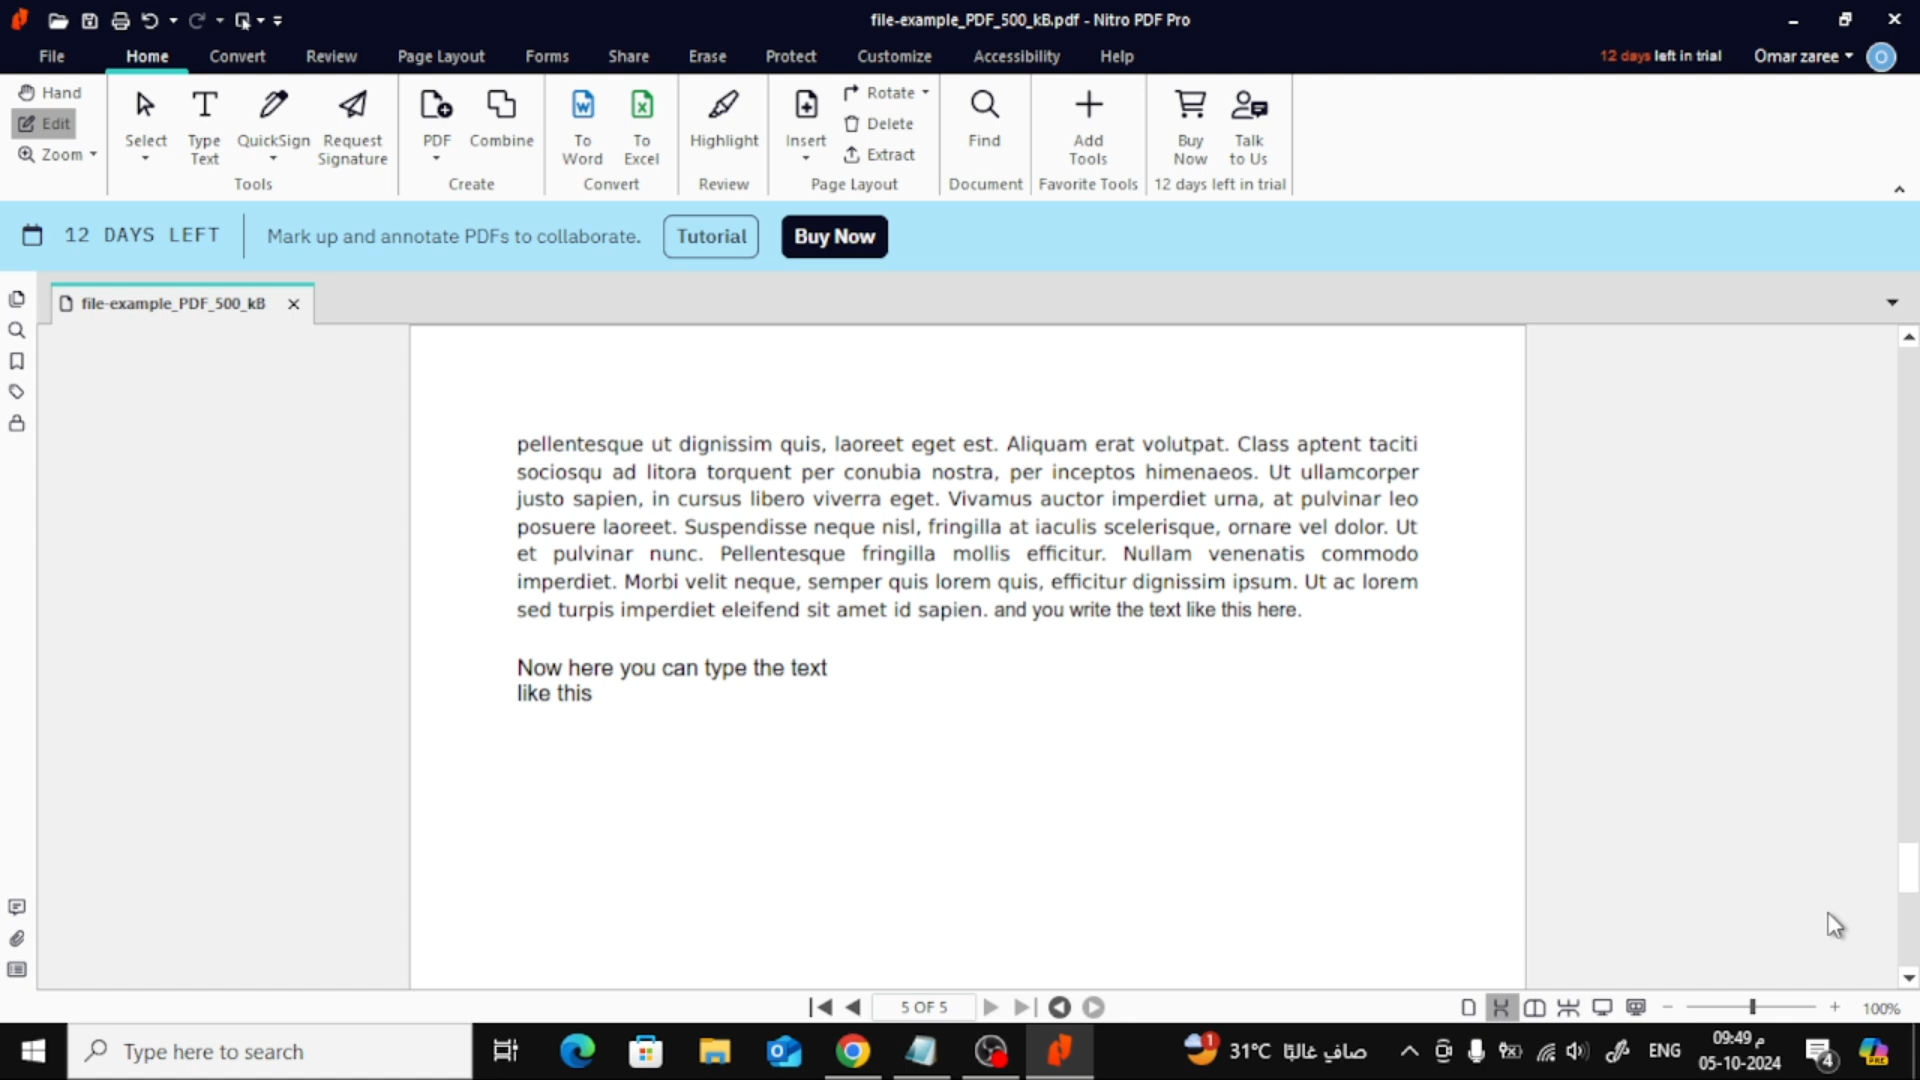 file-example_PDF_500_kB.pdf - Nitro PDF Pro
File Home Convert Review Page Layout Forms Share Erase Protect Customize Accessibility Help 12 days left in trial Omar zaree O
Hand
Edit
Zoom
Select
Type Text
QuickSign
Request Signature
Tools
PDF
Combine
Create
To Word
To Excel
Convert
Highlight
Review
Insert
Rotate
Delete
Extract
Page Layout
Find
Document
Add Tools
Favorite Tools
Buy Now
Talk to Us
12 days left in trial
12 DAYS LEFT Mark up and annotate PDFs to collaborate. Tutorial Buy Now
file-example_PDF_500_kB
pellentesque ut dignissim quis, laoreet eget est. Aliquam erat volutpat. Class aptent taciti
sociosqu ad litora torquent per conubia nostra, per inceptos himenaeos. Ut ullamcorper
justo sapien, in cursus libero viverra eget. Vivamus auctor imperdiet urna, at pulvinar leo
posuere laoreet. Suspendisse neque nisl, fringilla at iaculis scelerisque, ornare vel dolor. Ut
et pulvinar nunc. Pellentesque fringilla mollis efficitur. Nullam venenatis commodo
imperdiet. Morbi velit neque, semper quis lorem quis, efficitur dignissim ipsum. Ut ac lorem
sed turpis imperdiet eleifend sit amet id sapien. and you write the text like this here.
Now here you can type the text
like this
5 OF 5
100%
Type here to search
1
31°C صافٍ غالبًا
ENG
09:49 م
05-10-2024
4
PRE